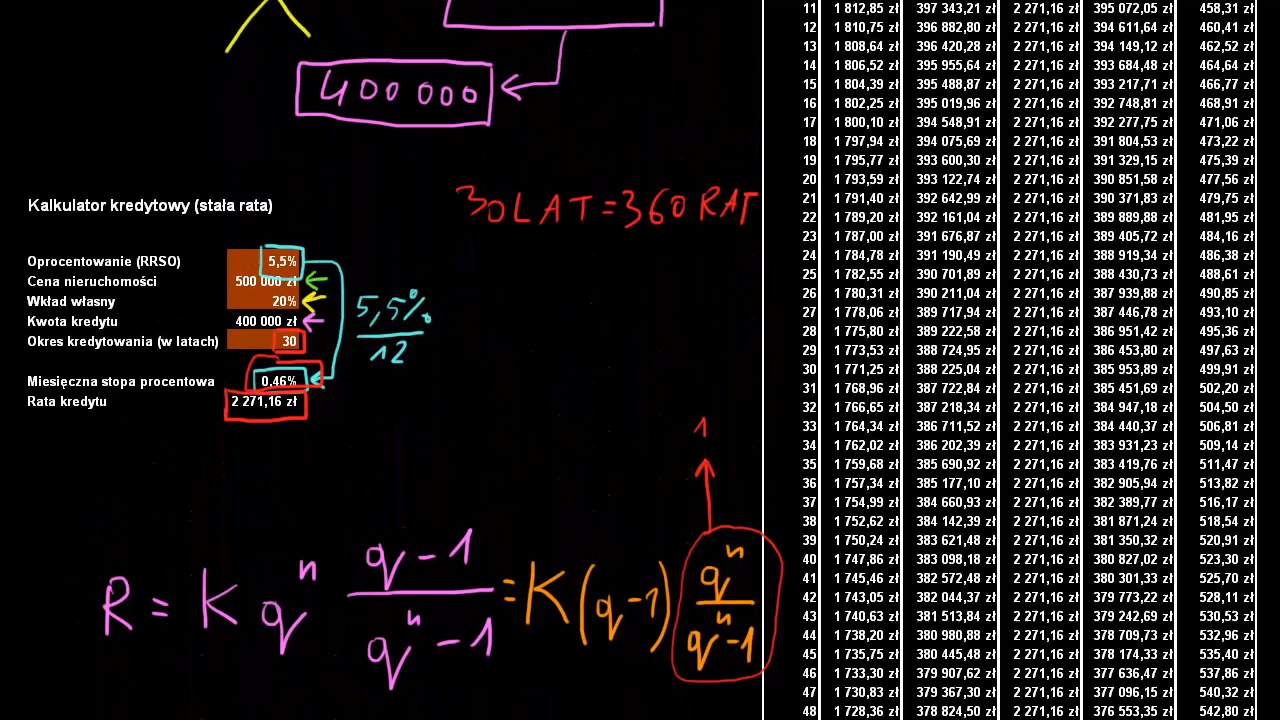 400 000
30 LAT = 360 RAT
Kalkulator kredytowy (stała rata)
Oprocentowanie (RRSO) 5,5%
Cena nieruchomości 500 000 zł
Wkład własny 20%
Kwota kredytu 400 000 zł
Okres kredytowania (w latach) 30
Miesięczna stopa procentowa 0,46%
Rata kredytu 2 271,16 zł
5,5%
12
1
R = K q^n (q-1)/(q^n-1) = K(q-1) q^n/(q^n-1)
11 1 812,85 zł 397 343,21 zł 2 271,16 zł 395 072,05 zł 458,31 zł
12 1 810,75 zł 396 882,80 zł 2 271,16 zł 394 611,64 zł 460,41 zł
13 1 808,64 zł 396 420,28 zł 2 271,16 zł 394 149,12 zł 462,52 zł
14 1 806,52 zł 395 955,64 zł 2 271,16 zł 393 684,48 zł 464,64 zł
15 1 804,39 zł 395 488,87 zł 2 271,16 zł 393 217,71 zł 466,77 zł
16 1 802,25 zł 395 019,96 zł 2 271,16 zł 392 748,81 zł 468,91 zł
17 1 800,10 zł 394 548,91 zł 2 271,16 zł 392 277,75 zł 471,06 zł
18 1 797,94 zł 394 075,69 zł 2 271,16 zł 391 804,53 zł 473,22 zł
19 1 795,77 zł 393 600,30 zł 2 271,16 zł 391 329,15 zł 475,39 zł
20 1 793,59 zł 393 122,74 zł 2 271,16 zł 390 851,58 zł 477,56 zł
21 1 791,40 zł 392 642,99 zł 2 271,16 zł 390 371,83 zł 479,75 zł
22 1 789,20 zł 392 161,04 zł 2 271,16 zł 389 889,88 zł 481,95 zł
23 1 787,00 zł 391 676,87 zł 2 271,16 zł 389 405,72 zł 484,16 zł
24 1 784,78 zł 391 190,49 zł 2 271,16 zł 388 919,34 zł 486,38 zł
25 1 782,55 zł 390 701,89 zł 2 271,16 zł 388 430,73 zł 488,61 zł
26 1 780,31 zł 390 211,04 zł 2 271,16 zł 387 939,88 zł 490,85 zł
27 1 778,06 zł 389 717,94 zł 2 271,16 zł 387 446,78 zł 493,10 zł
28 1 775,80 zł 389 222,58 zł 2 271,16 zł 386 951,42 zł 495,36 zł
29 1 773,53 zł 388 724,95 zł 2 271,16 zł 386 453,80 zł 497,63 zł
30 1 771,25 zł 388 225,04 zł 2 271,16 zł 385 953,89 zł 499,91 zł
31 1 768,96 zł 387 722,84 zł 2 271,16 zł 385 451,69 zł 502,20 zł
32 1 766,65 zł 387 218,34 zł 2 271,16 zł 384 947,18 zł 504,50 zł
33 1 764,34 zł 386 711,52 zł 2 271,16 zł 384 440,37 zł 506,81 zł
34 1 762,02 zł 386 202,39 zł 2 271,16 zł 383 931,23 zł 509,14 zł
35 1 759,68 zł 385 690,92 zł 2 271,16 zł 383 419,76 zł 511,47 zł
36 1 757,34 zł 385 177,10 zł 2 271,16 zł 382 905,94 zł 513,82 zł
37 1 754,99 zł 384 660,93 zł 2 271,16 zł 382 389,77 zł 516,17 zł
38 1 752,62 zł 384 142,39 zł 2 271,16 zł 381 871,24 zł 518,54 zł
39 1 750,24 zł 383 621,48 zł 2 271,16 zł 381 350,32 zł 520,91 zł
40 1 747,86 zł 383 098,18 zł 2 271,16 zł 380 827,02 zł 523,30 zł
41 1 745,46 zł 382 572,48 zł 2 271,16 zł 380 301,33 zł 525,70 zł
42 1 743,05 zł 382 044,37 zł 2 271,16 zł 379 773,22 zł 528,11 zł
43 1 740,63 zł 381 513,84 zł 2 271,16 zł 379 242,69 zł 530,53 zł
44 1 738,20 zł 380 980,88 zł 2 271,16 zł 378 709,73 zł 532,96 zł
45 1 735,75 zł 380 445,48 zł 2 271,16 zł 378 174,33 zł 535,40 zł
46 1 733,30 zł 379 907,62 zł 2 271,16 zł 377 636,47 zł 537,86 zł
47 1 730,83 zł 379 367,30 zł 2 271,16 zł 377 096,15 zł 540,32 zł
48 1 728,36 zł 378 824,50 zł 2 271,16 zł 376 553,35 zł 542,80 zł